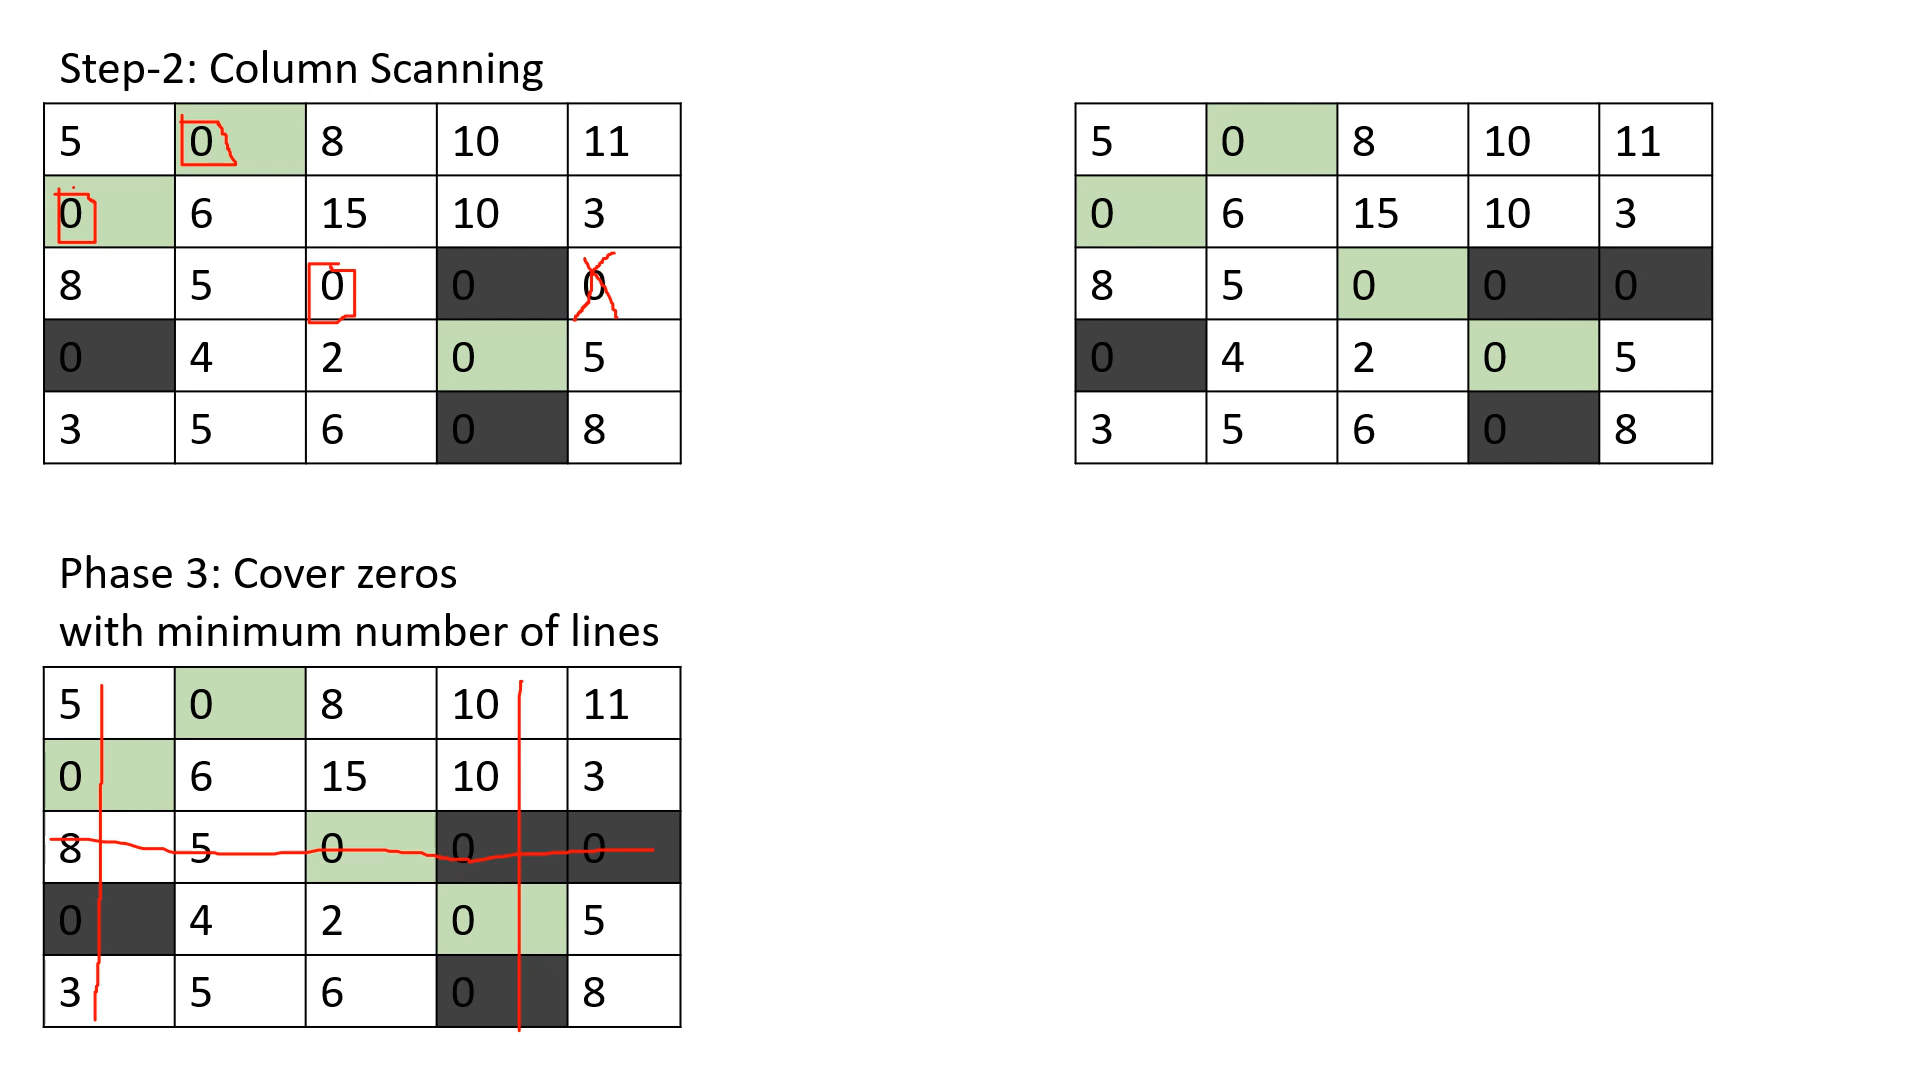 Step-2: Column Scanning
5 0 8 10 11
0 6 15 10 3
8 5 0 0 0
0 4 2 0 5
3 5 6 0 8
5 0 8 10 11
0 6 15 10 3
8 5 0 0 0
0 4 2 0 5
3 5 6 0 8
Phase 3: Cover zeros
with minimum number of lines
5 0 8 10 11
0 6 15 10 3
8 5 0 0 0
0 4 2 0 5
3 5 6 0 8